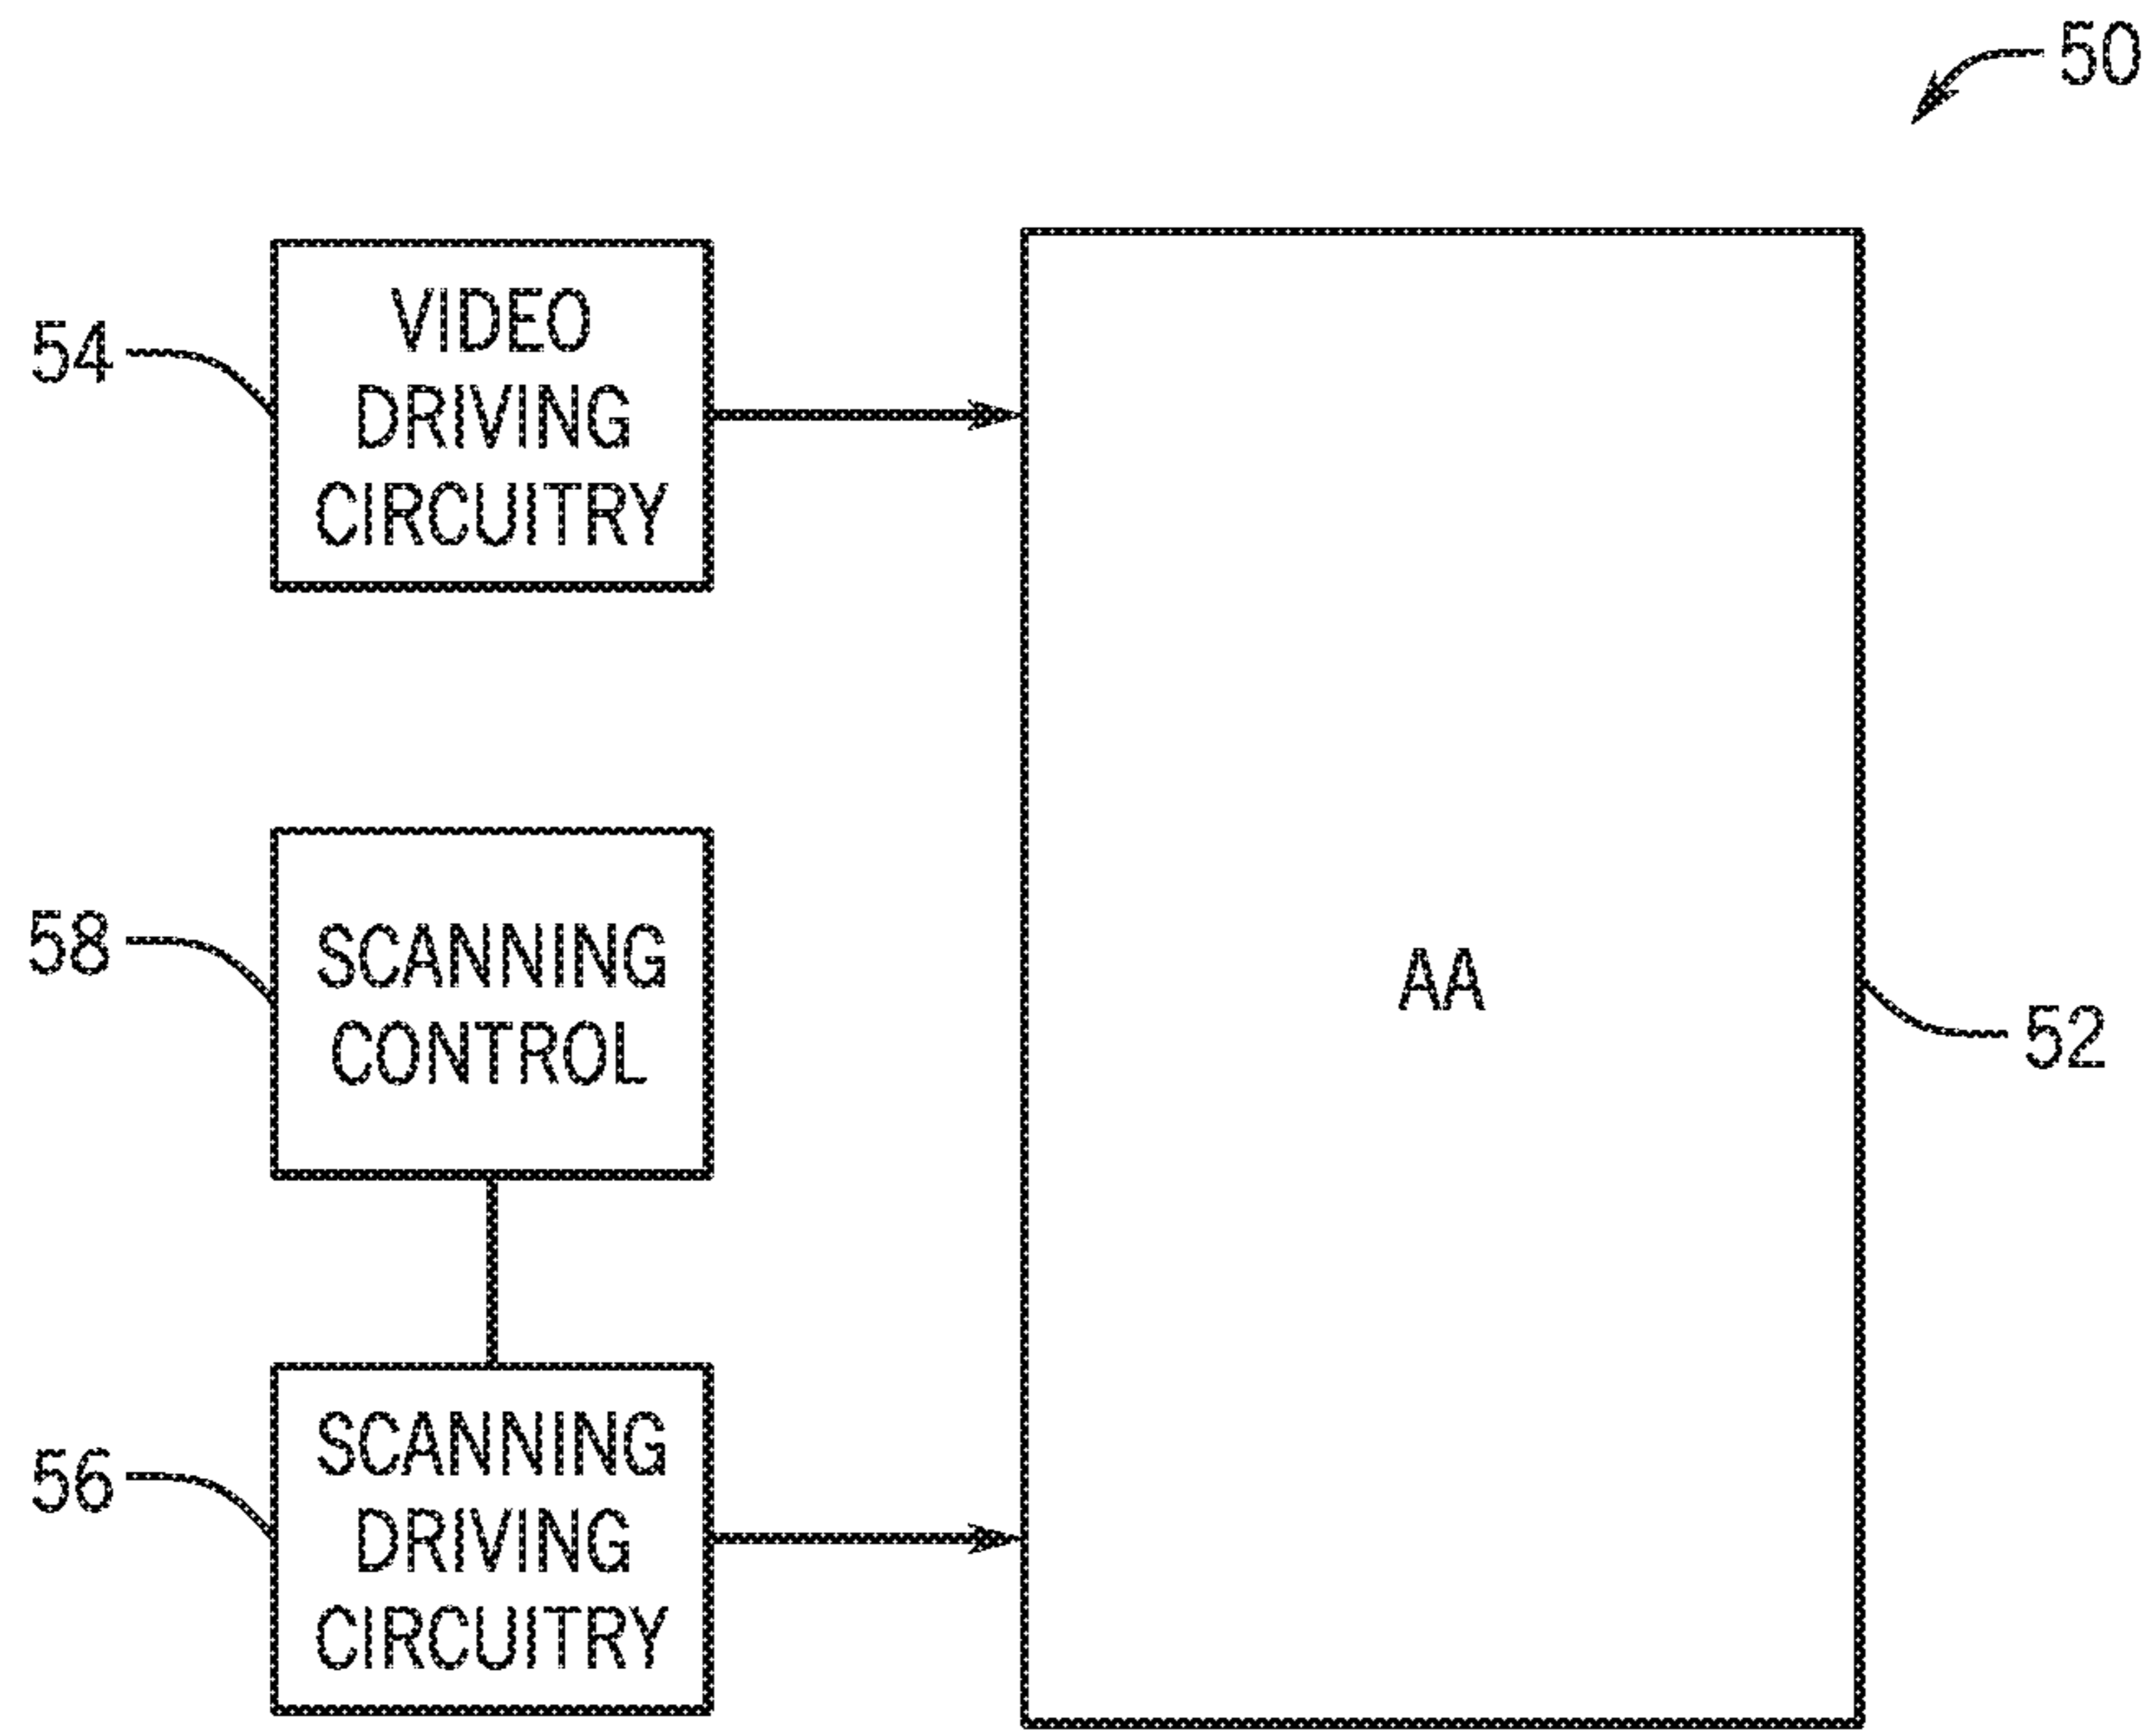 50
54
VIDEO
DRIVING
CIRCUITRY
58
SCANNING
CONTROL
AA
52
56
SCANNING
DRIVING
CIRCUITRY